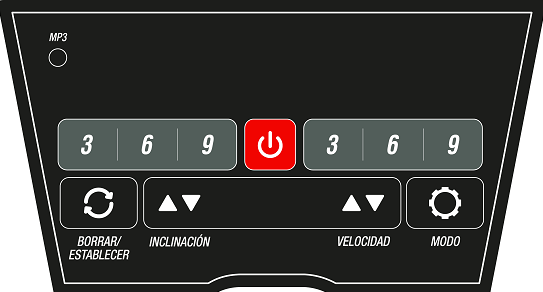 MP3
3 6 9 3 6 9
BORRAR/
ESTABLECER
INCLINACIÓN
VELOCIDAD
MODO